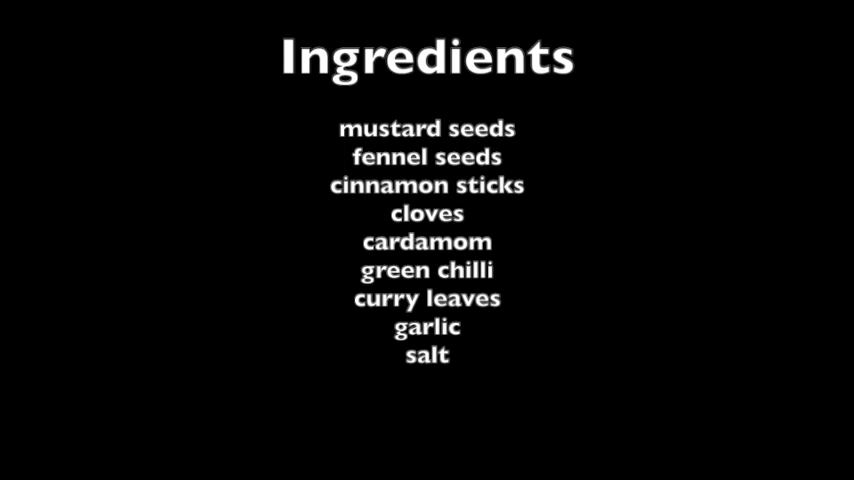 Ingredients
mustard seeds
fennel seeds
cinnamon sticks
cloves
cardamom
green chilli
curry leaves
garlic
salt